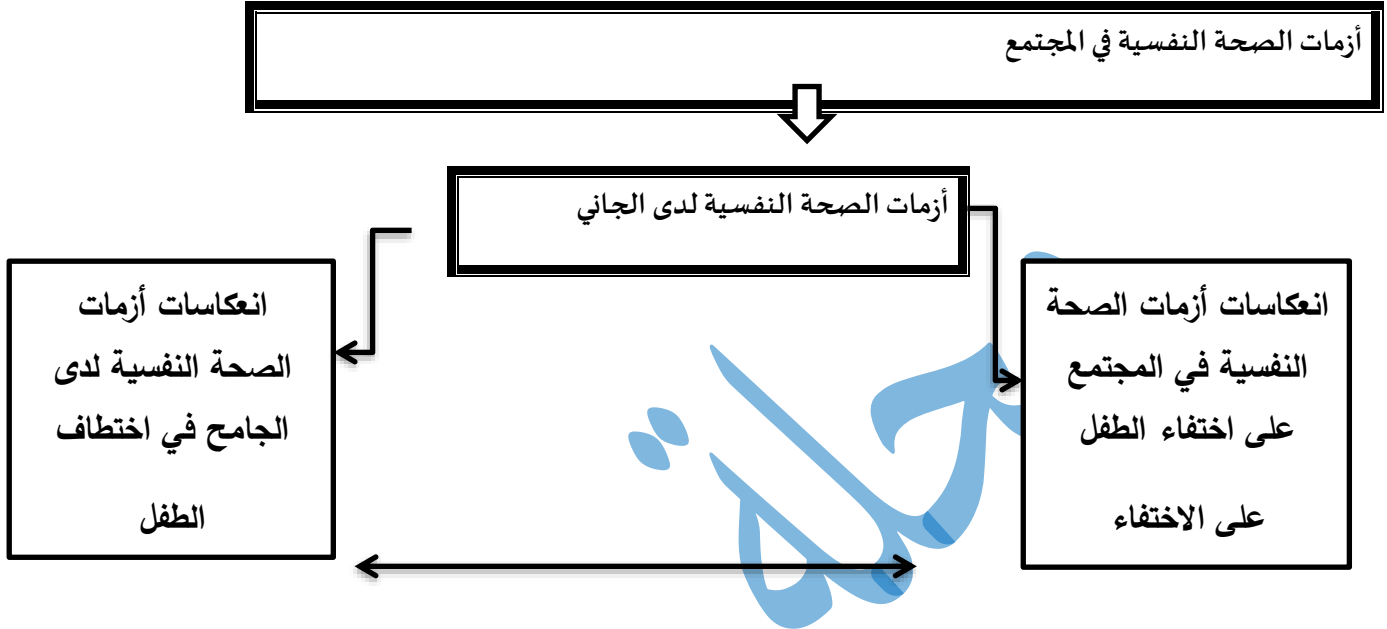 أزمات الصحة النفسية في المجتمع
أزمات الصحة النفسية لدى الجاني
انعكاسات أزمات الصحة
النفسية في المجتمع
على اختفاء الطفل
على الاختفاء
انعكاسات أزمات
الصحة النفسية لدى
الجامح في اختطاف
الطفل